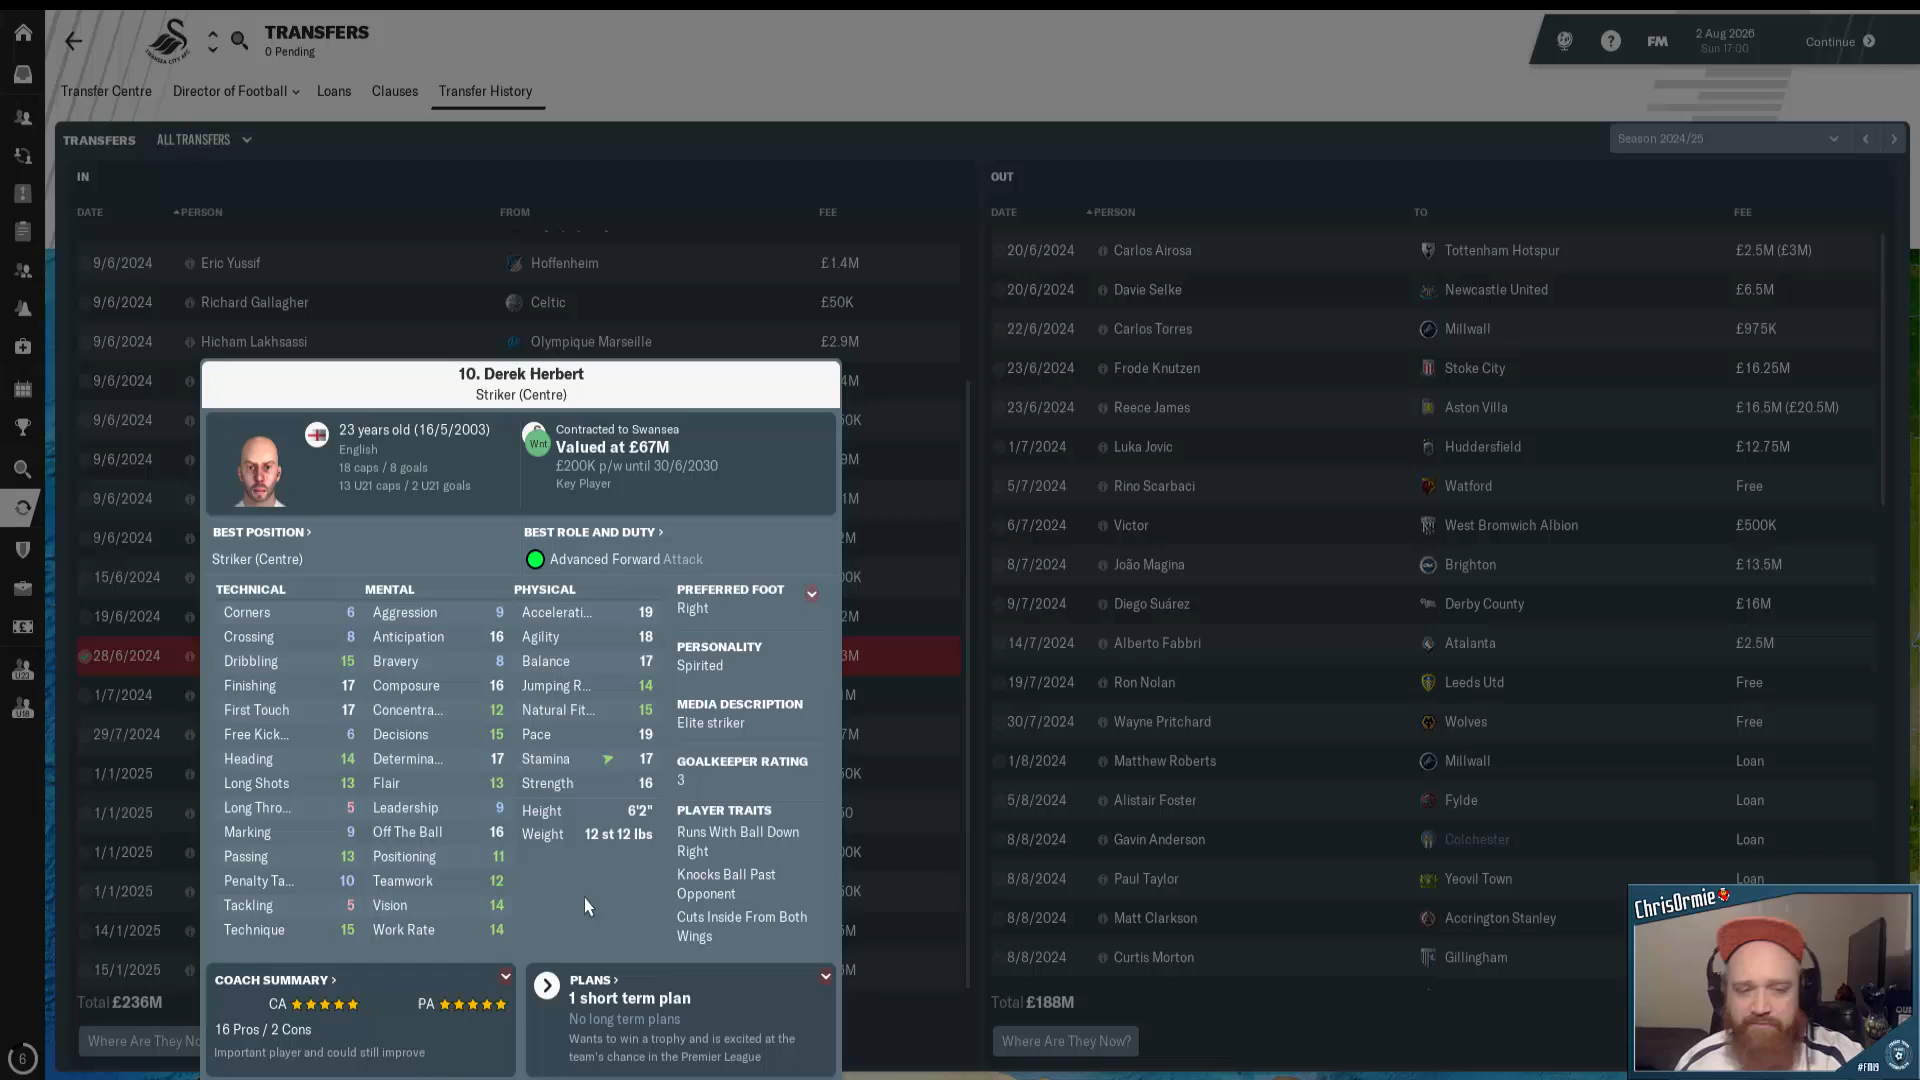 TRANSFERS
0 Pending
2 Aug 2026
Sun 17:00
FM
Continue
Transfer Centre
Director of Football
Loans
Clauses
Transfer History
TRANSFERS ALL TRANSFERS
Season 2024/25
IN
DATE PERSON FROM FEE
9/6/2024 Eric Yussif Hoffenheim £1.4M
9/6/2024 Richard Gallagher Celtic £50K
9/6/2024 Hicham Lakhsassi Olympique Marseille £2.9M
9/6/2024
9/6/2024
9/6/2024
9/6/2024
9/6/2024
15/6/2024
19/6/2024
28/6/2024
1/7/2024
29/7/2024
1/1/2025
1/1/2025
1/1/2025
1/1/2025
14/1/2025
15/1/2025
Total £236M
Where Are They No
10. Derek Herbert
Striker (Centre)
23 years old (16/5/2003)
English
18 caps / 8 goals
13 U21 caps / 2 U21 goals
Wnt
Contracted to Swansea
Valued at £67M
£200K p/w until 30/6/2030
Key Player
BEST POSITION
Striker (Centre)
BEST ROLE AND DUTY
Advanced Forward Attack
TECHNICAL
Corners 6
Crossing 8
Dribbling 15
Finishing 17
First Touch 17
Free Kick... 6
Heading 14
Long Shots 13
Long Thro... 5
Marking 9
Passing 13
Penalty Ta... 10
Tackling 5
Technique 15
MENTAL
Aggression 9
Anticipation 16
Bravery 8
Composure 16
Concentra... 12
Decisions 15
Determina... 17
Flair 13
Leadership 9
Off The Ball 16
Positioning 11
Teamwork 12
Vision 14
Work Rate 14
PHYSICAL
Accelerati... 19
Agility 18
Balance 17
Jumping R... 14
Natural Fit... 15
Pace 19
Stamina 17
Strength 16
Height 6'2"
Weight 12 st 12 lbs
PREFERRED FOOT
Right
PERSONALITY
Spirited
MEDIA DESCRIPTION
Elite striker
GOALKEEPER RATING
3
PLAYER TRAITS
Runs With Ball Down
Right
Knocks Ball Past
Opponent
Cuts Inside From Both
Wings
COACH SUMMARY
CA PA
16 Pros / 2 Cons
Important player and could still improve
PLANS
1 short term plan
No long term plans
Wants to win a trophy and is excited at the
team's chance in the Premier League
OUT
DATE PERSON TO FEE
20/6/2024 Carlos Airosa Tottenham Hotspur £2.5M (£3M)
20/6/2024 Davie Selke Newcastle United £6.5M
22/6/2024 Carlos Torres Millwall £975K
23/6/2024 Frode Knutzen Stoke City £16.25M
23/6/2024 Reece James Aston Villa £16.5M (£20.5M)
1/7/2024 Luka Jovic Huddersfield £12.75M
5/7/2024 Rino Scarbaci Watford Free
6/7/2024 Victor West Bromwich Albion £500K
8/7/2024 João Magina Brighton £13.5M
9/7/2024 Diego Suárez Derby County £16M
14/7/2024 Alberto Fabbri Atalanta £2.5M
19/7/2024 Ron Nolan Leeds Utd Free
30/7/2024 Wayne Pritchard Wolves Free
1/8/2024 Matthew Roberts Millwall Loan
5/8/2024 Alistair Foster Fylde Loan
8/8/2024 Gavin Anderson Colchester Loan
8/8/2024 Paul Taylor Yeovil Town Loan
8/8/2024 Matt Clarkson Accrington Stanley
8/8/2024 Curtis Morton Gillingham
Total £188M
Where Are They Now?
ChrisOrmie
#FM19
U23
U18
6